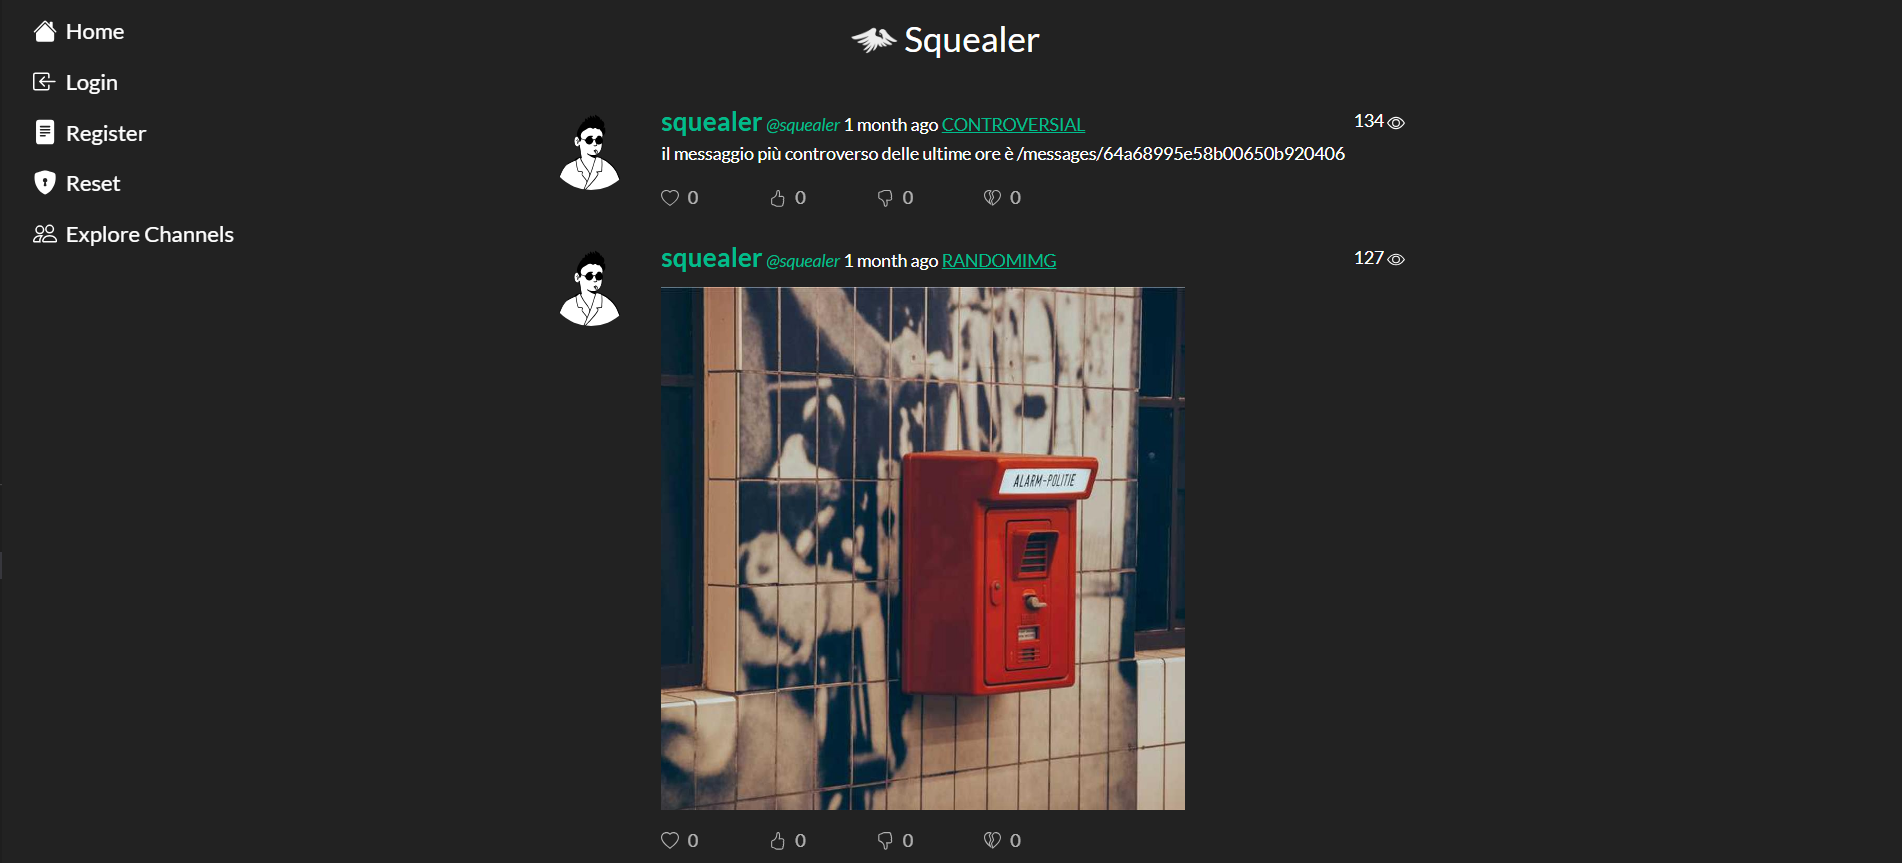 Home
Login
Register
Reset
Explore Channels
Squealer
squealer @squealer 1 month ago CONTROVERSIAL 134
il messaggio più controverso delle ultime ore è /messages/64a68995e58b00650b920406
0 0 0 0
squealer @squealer 1 month ago RANDOMIMG 127
ALARM-POLITIE
0 0 0 0